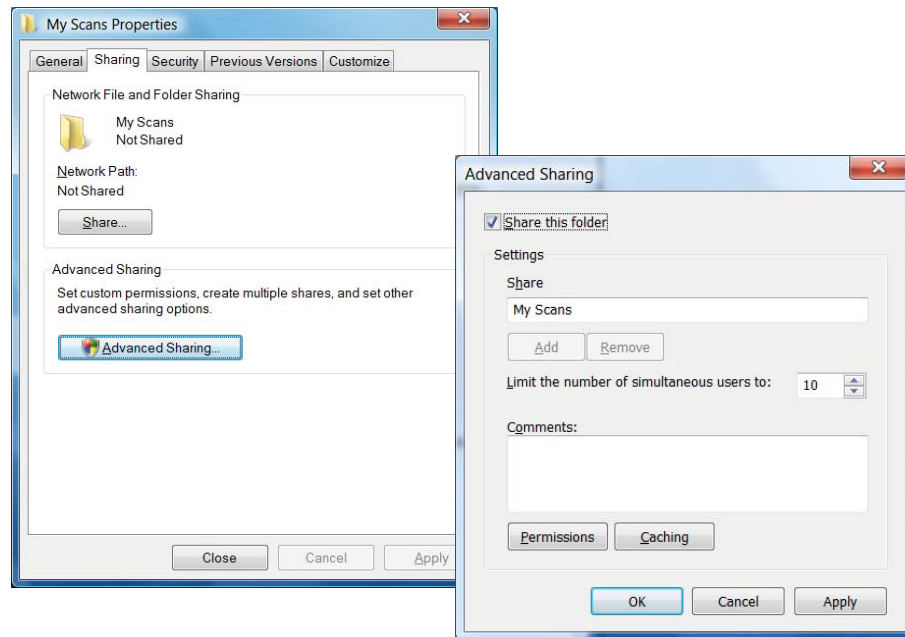 My Scans Properties
General Sharing Security Previous Versions Customize
Network File and Folder Sharing
My Scans
Not Shared
Network Path:
Not Shared
Share...
Advanced Sharing
Set custom permissions, create multiple shares, and set other
advanced sharing options.
Advanced Sharing...
Close Cancel Apply
Advanced Sharing
Share this folder
Settings
Share
My Scans
Add Remove
Limit the number of simultaneous users to: 10
Comments:
Permissions Caching
OK Cancel Apply